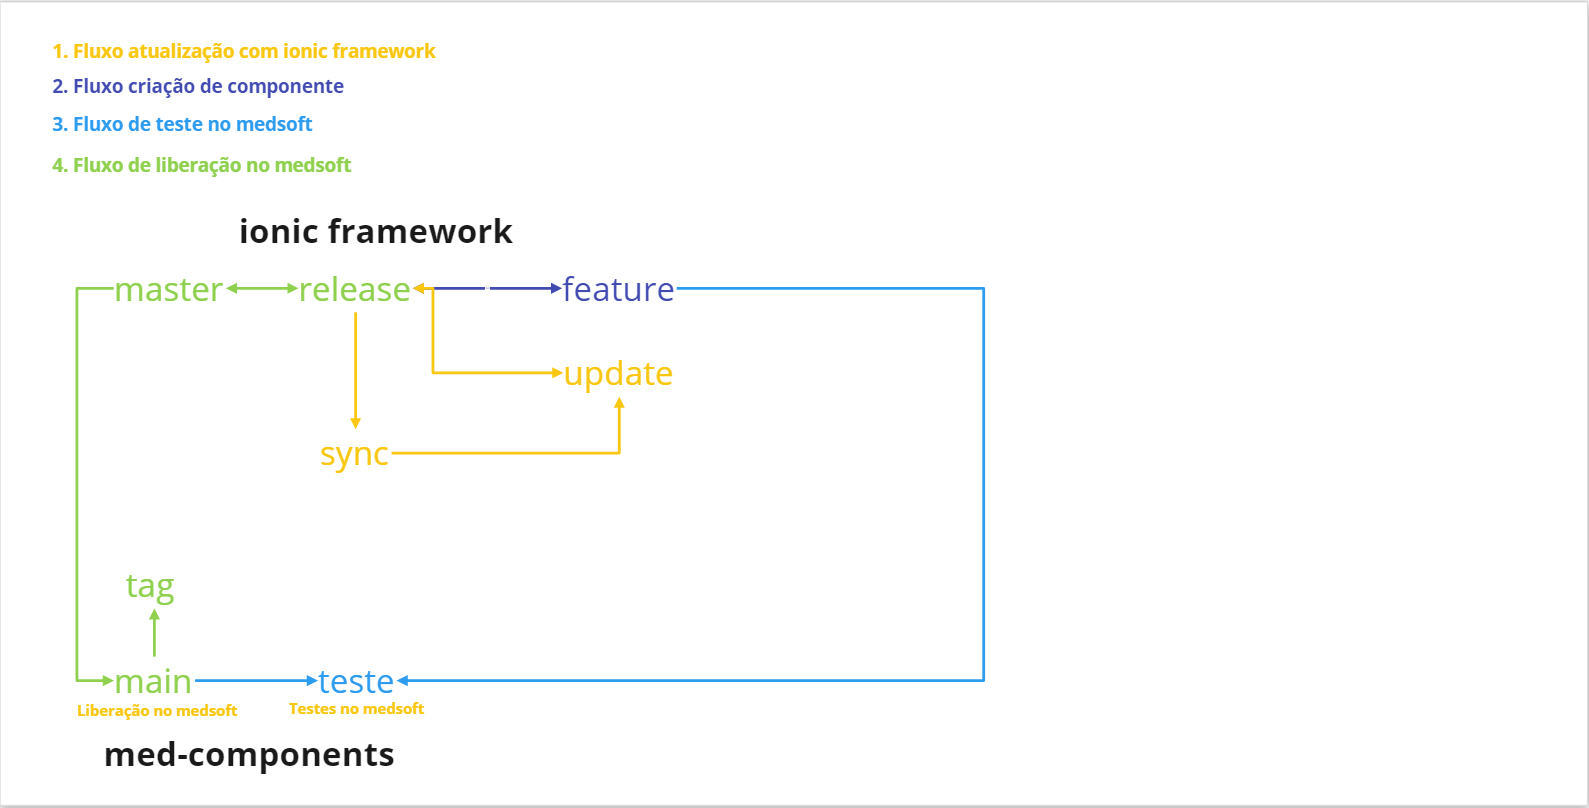 1. Fluxo atualização com ionic framework
2. Fluxo criação de componente
3. Fluxo de teste no medsoft
4. Fluxo de liberação no medsoft
ionic framework
master release feature
update
sync
tag
main teste
Liberação no medsoft Testes no medsoft
med-components